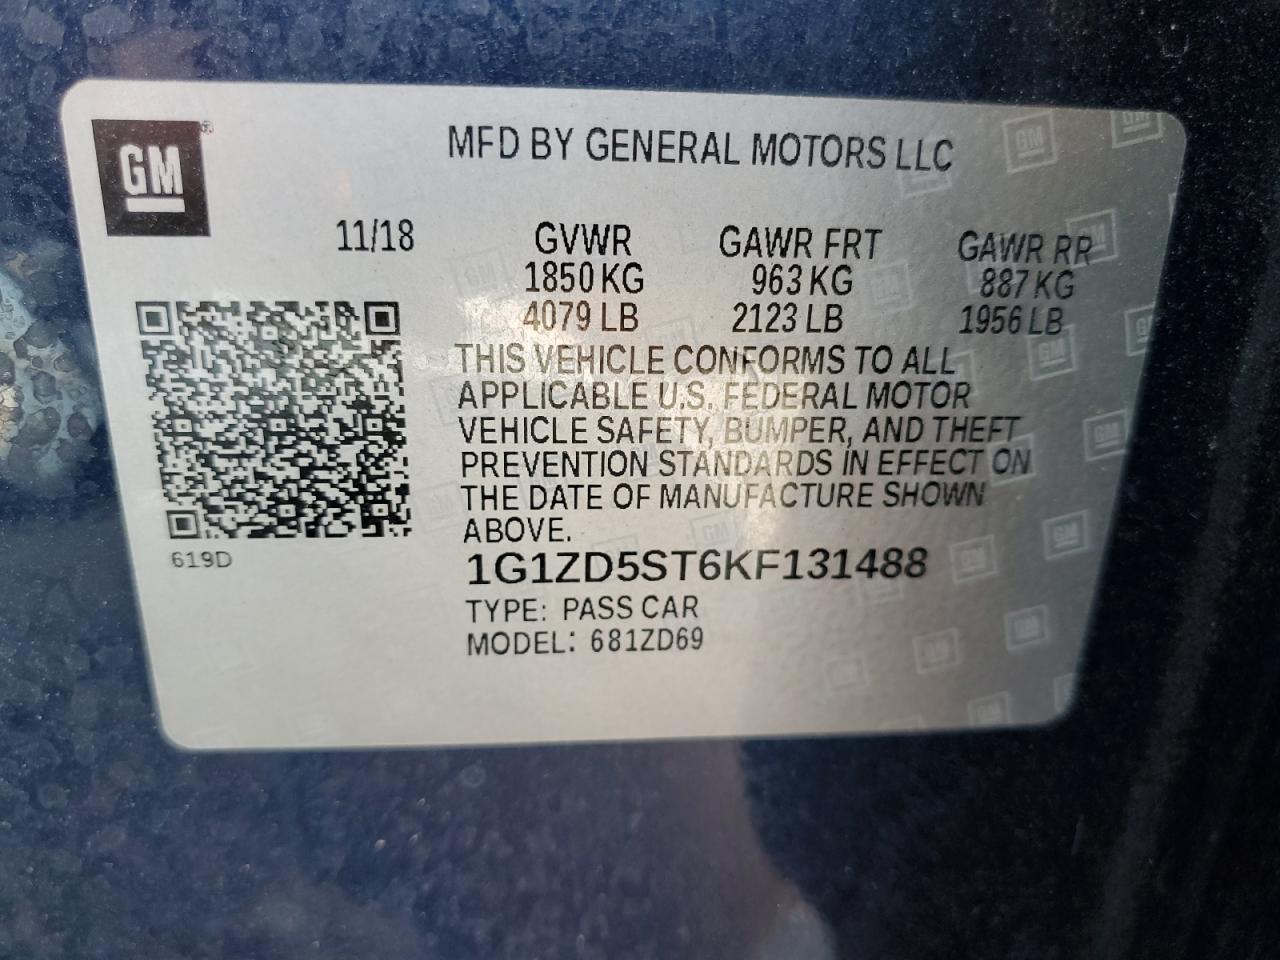 GM®
MFD BY GENERAL MOTORS LLC
11/18 GVWR GAWR FRT GAWR RR
1850 KG 963 KG 887 KG
4079 LB 2123 LB 1956 LB
THIS VEHICLE CONFORMS TO ALL
APPLICABLE U.S. FEDERAL MOTOR
VEHICLE SAFETY, BUMPER, AND THEFT
PREVENTION STANDARDS IN EFFECT ON
THE DATE OF MANUFACTURE SHOWN
ABOVE.
619D
1G1ZD5ST6KF131488
TYPE: PASS CAR
MODEL: 681ZD69